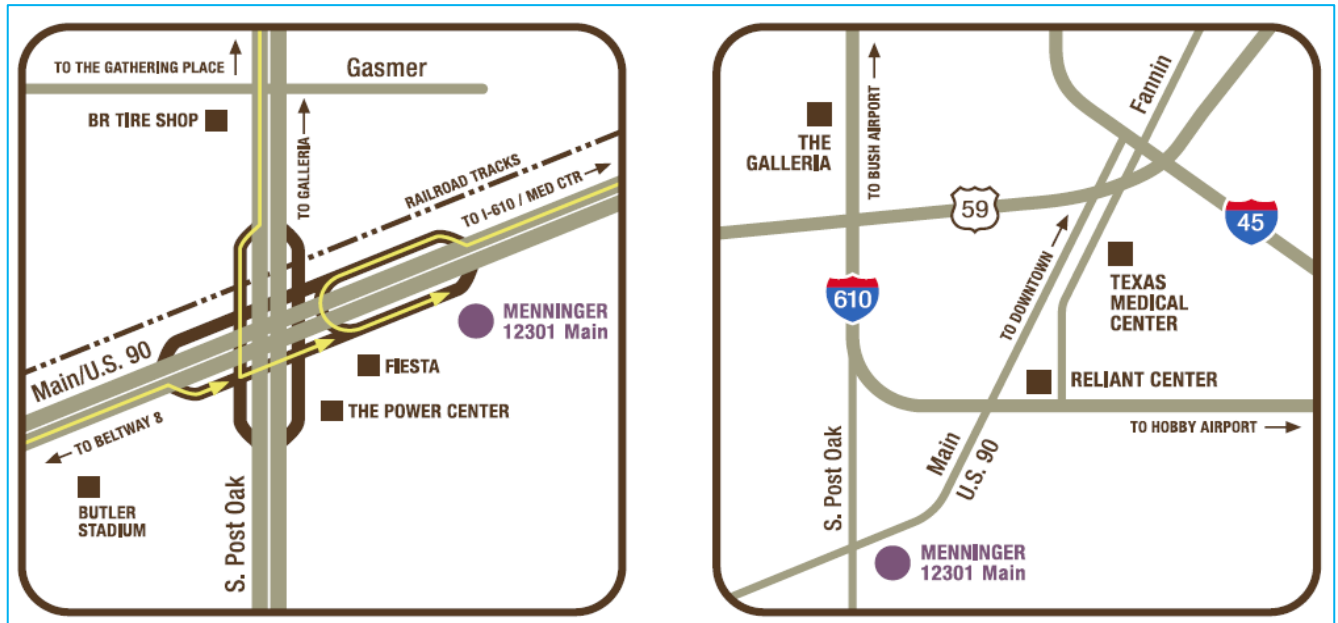 TO THE GATHERING PLACE
Gasmer
BR TIRE SHOP
TO GALLERIA
RAILROAD TRACKS
TO I-610 / MED CTR
MENNINGER
12301 Main
Main/U.S. 90
FIESTA
THE POWER CENTER
TO BELTWAY 8
BUTLER
STADIUM
S. Post Oak
THE
GALLERIA
TO BUSH AIRPORT
Fannin
59
45
610
TO DOWNTOWN
TEXAS
MEDICAL
CENTER
RELIANT CENTER
TO HOBBY AIRPORT
S. Post Oak
Main
U.S. 90
MENNINGER
12301 Main